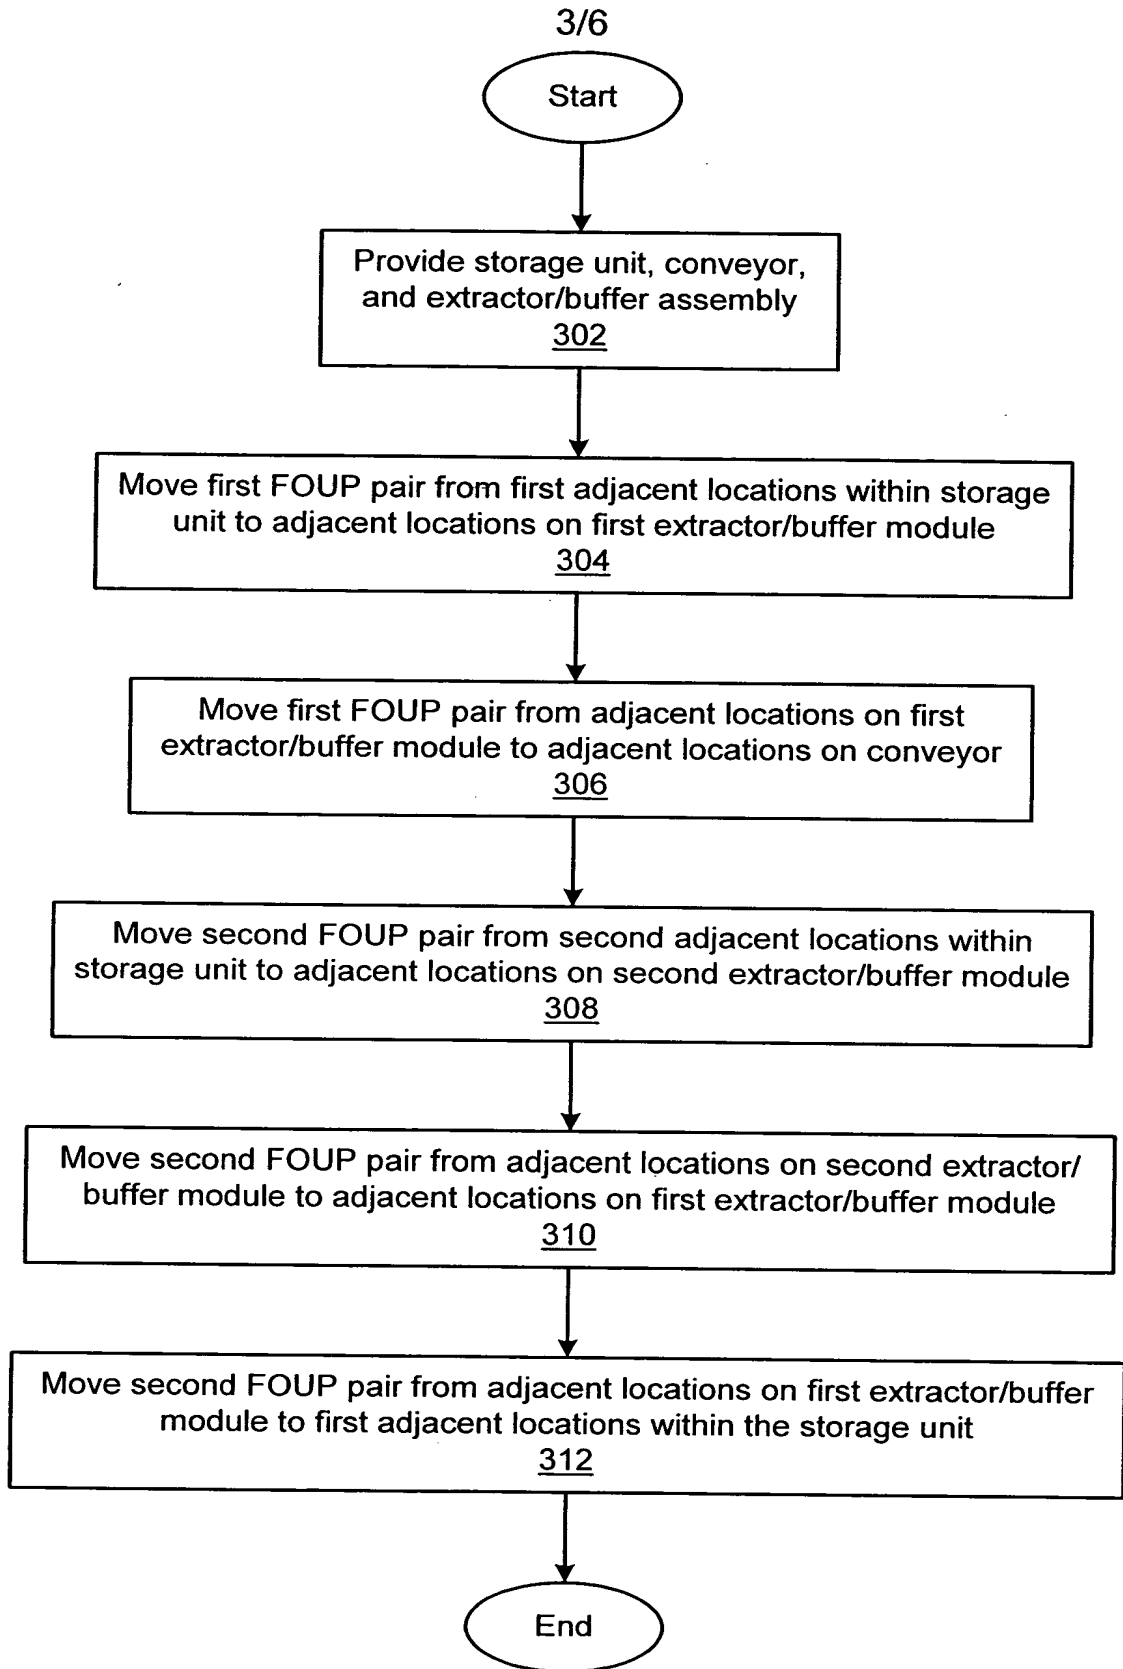 3/6
Start
Provide storage unit, conveyor,
and extractor/buffer assembly
302
Move first FOUP pair from first adjacent locations within storage
unit to adjacent locations on first extractor/buffer module
304
Move first FOUP pair from adjacent locations on first
extractor/buffer module to adjacent locations on conveyor
306
Move second FOUP pair from second adjacent locations within
storage unit to adjacent locations on second extractor/buffer module
308
Move second FOUP pair from adjacent locations on second extractor/
buffer module to adjacent locations on first extractor/buffer module
310
Move second FOUP pair from adjacent locations on first extractor/buffer
module to first adjacent locations within the storage unit
312
End